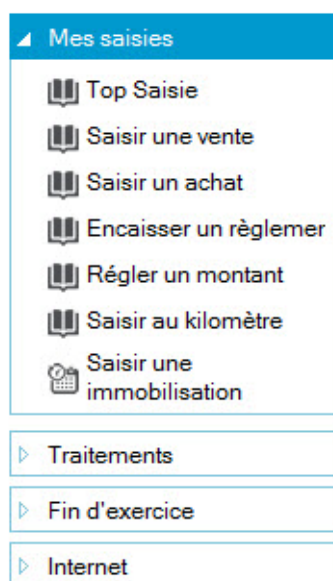 Mes saisies
Top Saisie
Saisir une vente
Saisir un achat
Encaisser un règlemer
Régler un montant
Saisir au kilomètre
Saisir une
immobilisation
Traitements
Fin d'exercice
Internet